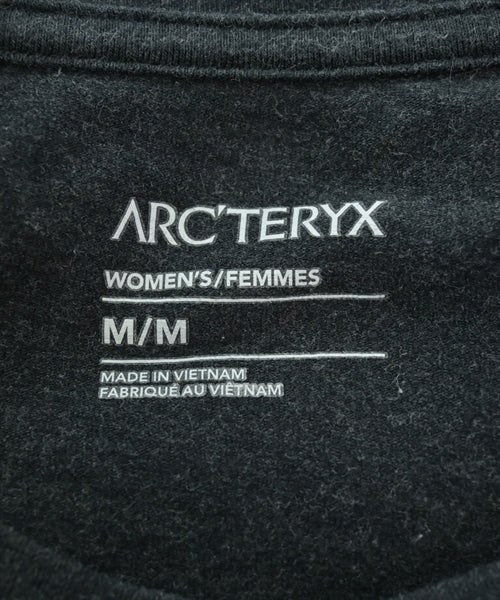 ARC'TERYX
WOMEN'S/FEMMES
M/M
MADE IN VIETNAM
FABRIQUÉ AU VIÊTNAM